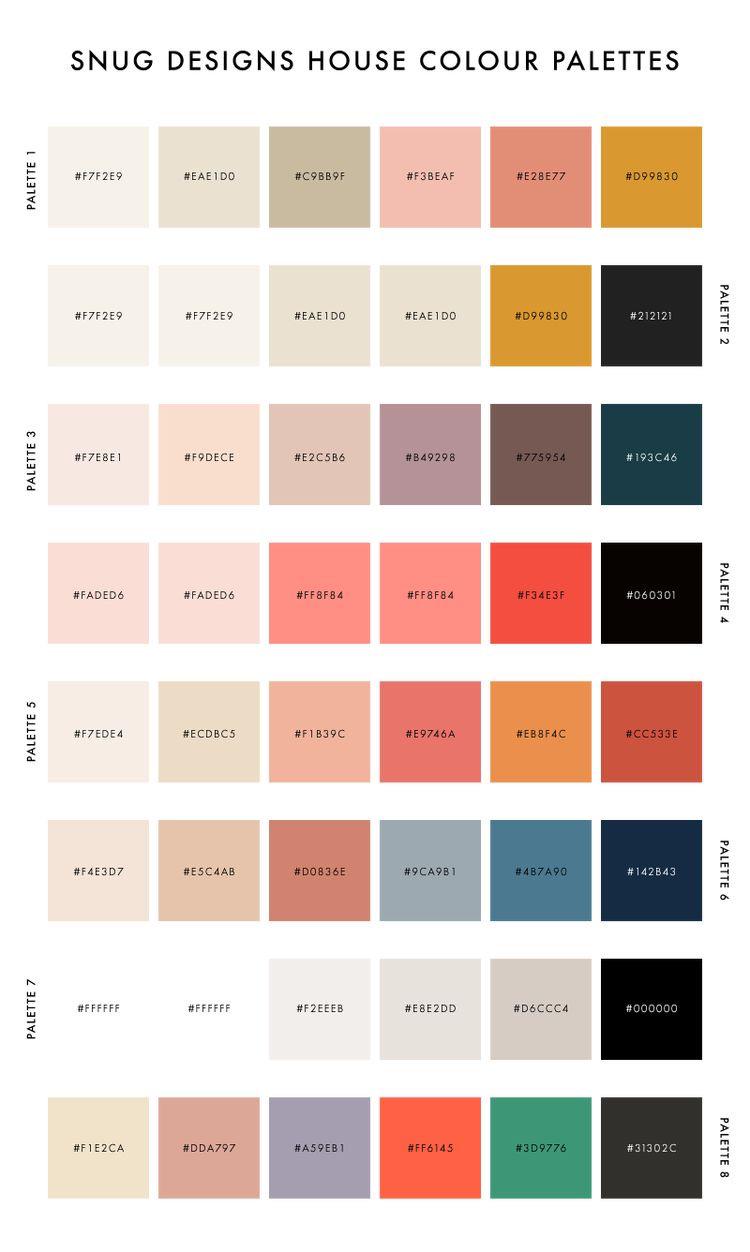 SNUG DESIGNS HOUSE COLOUR PALETTES
PALETTE 1
#F7F2E9 #EAE1D0 #C9BB9F #F3BEAF #E28E77 #D99830
#F7F2E9 #F7F2E9 #EAE1D0 #EAE1D0 #D99830 #212121
PALETTE 2
PALETTE 3
#F7E8E1 #F9DECE #E2C5B6 #B49298 #775954 #193C46
#FADED6 #FADED6 #FF8F84 #FF8F84 #F34E3F #060301
PALETTE 4
PALETTE 5
#F7EDE4 #ECDBC5 #F1B39C #E9746A #EB8F4C #CC533E
#F4E3D7 #E5C4AB #D0836E #9CA9B1 #4B7A90 #142B43
PALETTE 6
PALETTE 7
#FFFFFF #FFFFFF #F2EEEB #E8E2DD #D6CCC4 #000000
#F1E2CA #DDA797 #A59EB1 #FF6145 #3D9776 #31302C
PALETTE 8